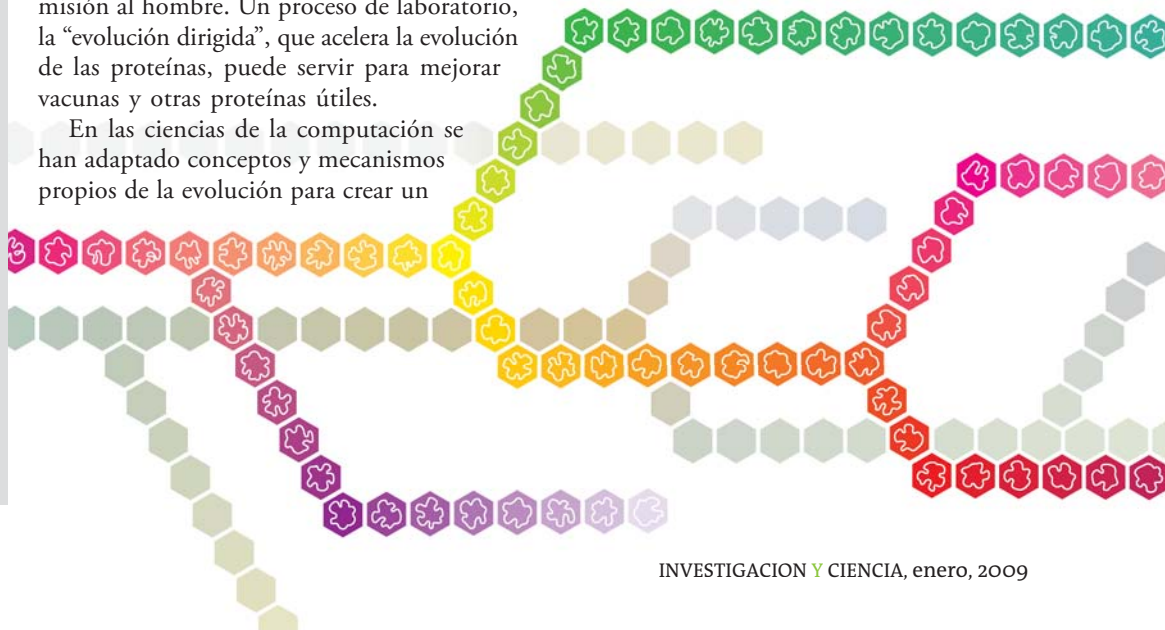 misión al hombre. Un proceso de laboratorio,
la “evolución dirigida”, que acelera la evolución
de las proteínas, puede servir para mejorar
vacunas y otras proteínas útiles.
En las ciencias de la computación se
han adaptado conceptos y mecanismos
propios de la evolución para crear un
INVESTIGACION Y CIENCIA, enero, 2009